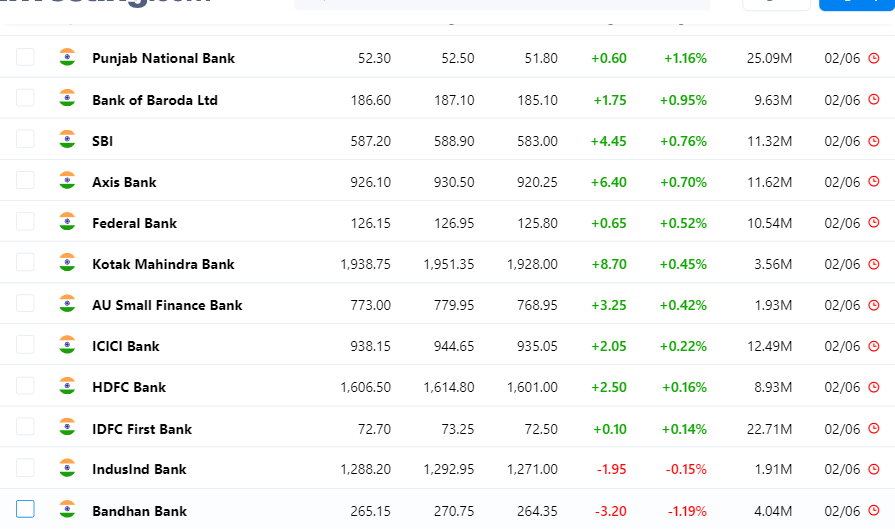 Punjab National Bank 52.30 52.50 51.80 +0.60 +1.16% 25.09M 02/06
Bank of Baroda Ltd 186.60 187.10 185.10 +1.75 +0.95% 9.63M 02/06
SBI 587.20 588.90 583.00 +4.45 +0.76% 11.32M 02/06
Axis Bank 926.10 930.50 920.25 +6.40 +0.70% 11.62M 02/06
Federal Bank 126.15 126.95 125.80 +0.65 +0.52% 10.54M 02/06
Kotak Mahindra Bank 1,938.75 1,951.35 1,928.00 +8.70 +0.45% 3.56M 02/06
AU Small Finance Bank 773.00 779.95 768.95 +3.25 +0.42% 1.93M 02/06
ICICI Bank 938.15 944.65 935.05 +2.05 +0.22% 12.49M 02/06
HDFC Bank 1,606.50 1,614.80 1,601.00 +2.50 +0.16% 8.93M 02/06
IDFC First Bank 72.70 73.25 72.50 +0.10 +0.14% 22.71M 02/06
IndusInd Bank 1,288.20 1,292.95 1,271.00 -1.95 -0.15% 1.91M 02/06
Bandhan Bank 265.15 270.75 264.35 -3.20 -1.19% 4.04M 02/06